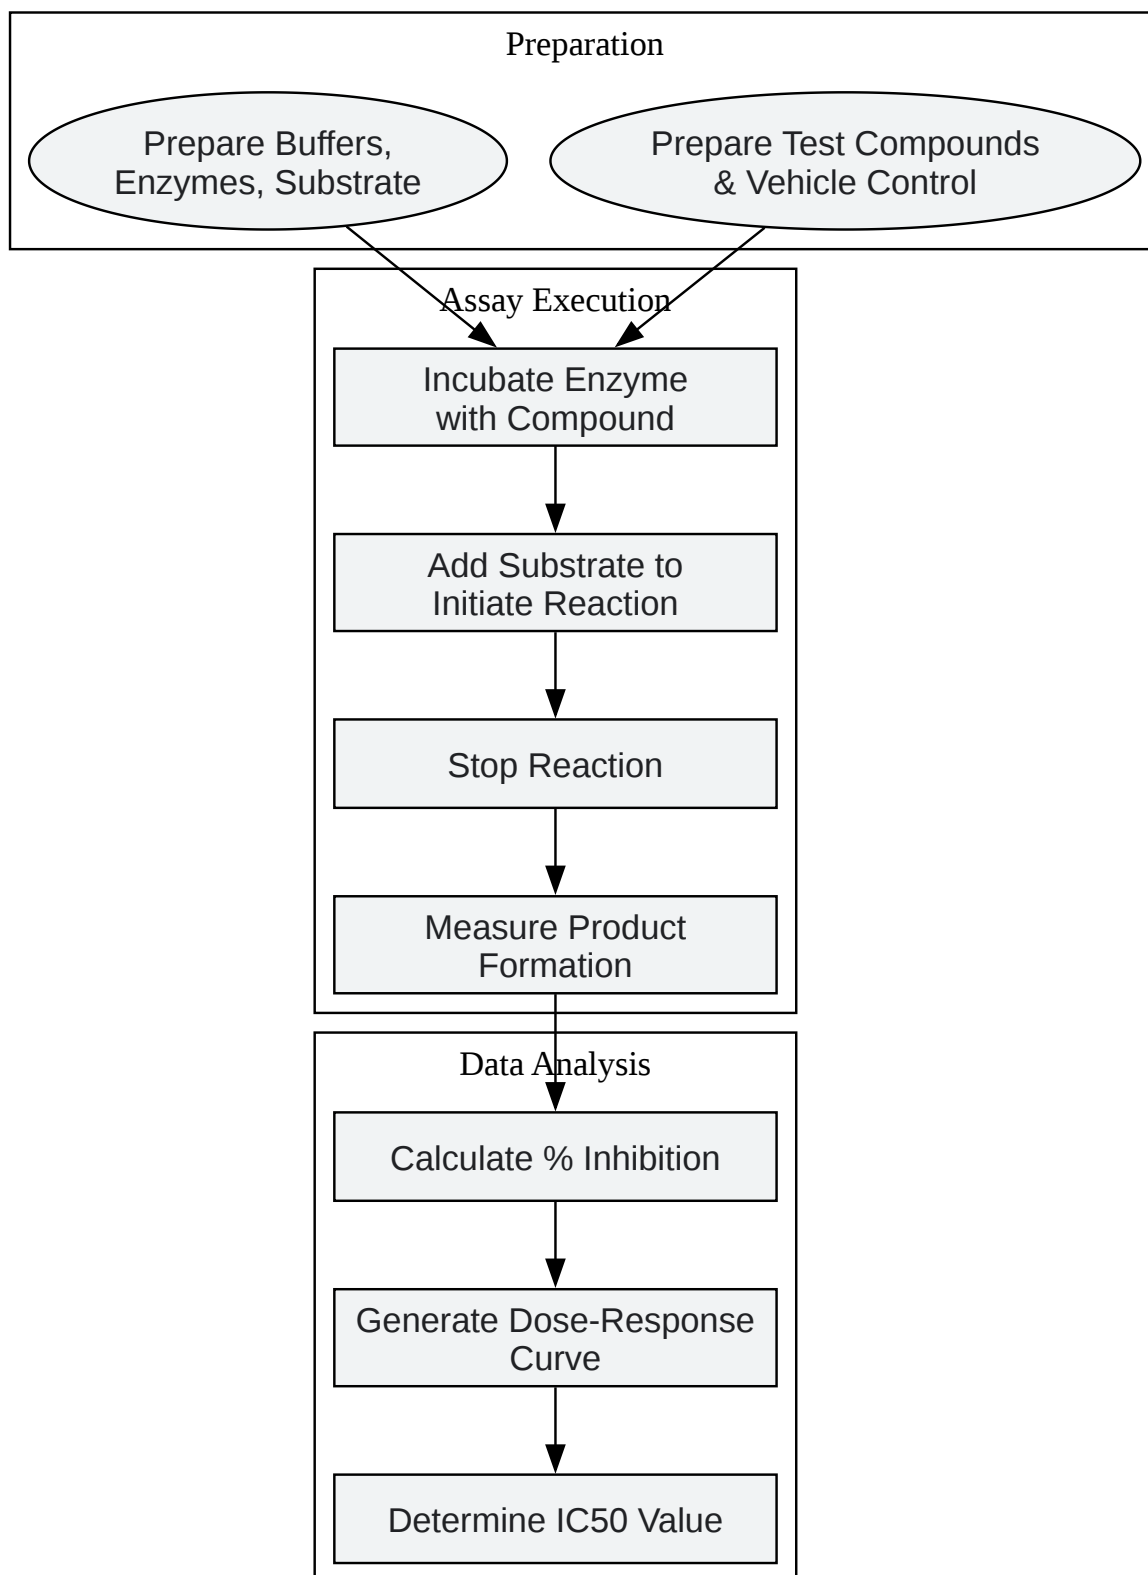 Preparation
Prepare Buffers,
Enzymes, Substrate
Prepare Test Compounds
& Vehicle Control
Assay Execution
Incubate Enzyme
with Compound
Add Substrate to
Initiate Reaction
Stop Reaction
Measure Product
Formation
Data Analysis
Calculate % Inhibition
Generate Dose-Response
Curve
Determine IC50 Value